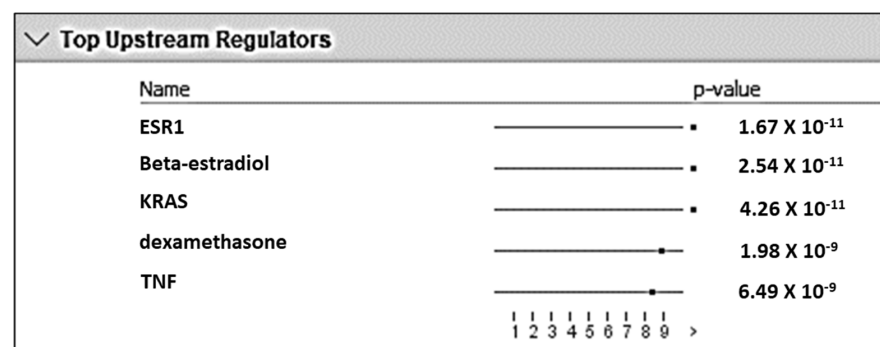 Top Upstream Regulators
Name p-value
ESR1 1.67 X 10⁻¹¹
Beta-estradiol 2.54 X 10⁻¹¹
KRAS 4.26 X 10⁻¹¹
dexamethasone 1.98 X 10⁻⁹
TNF 6.49 X 10⁻⁹
1 2 3 4 5 6 7 8 9 >